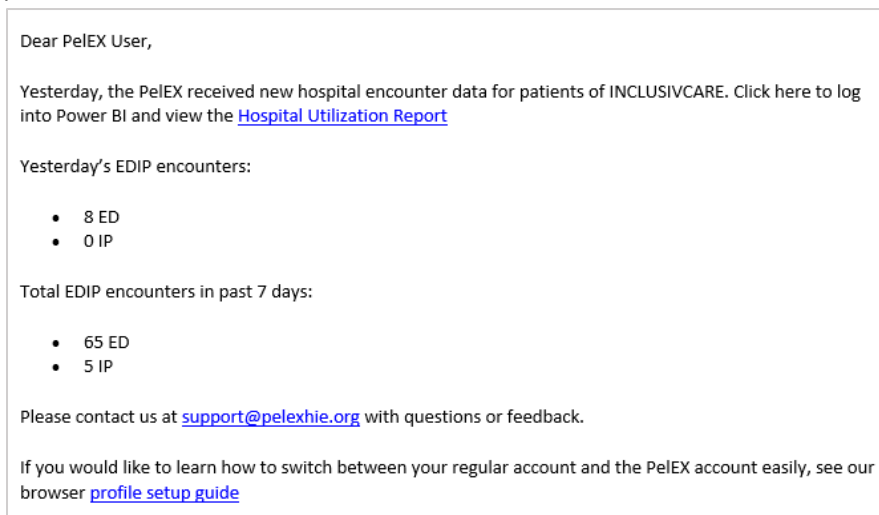 Dear PelEX User,
Yesterday, the PelEX received new hospital encounter data for patients of INCLUSIVCARE. Click here to log
into Power BI and view the Hospital Utilization Report
Yesterday’s EDIP encounters:
• 8 ED
• 0 IP
Total EDIP encounters in past 7 days:
• 65 ED
• 5 IP
Please contact us at support@pelexhie.org with questions or feedback.
If you would like to learn how to switch between your regular account and the PelEX account easily, see our
browser profile setup guide